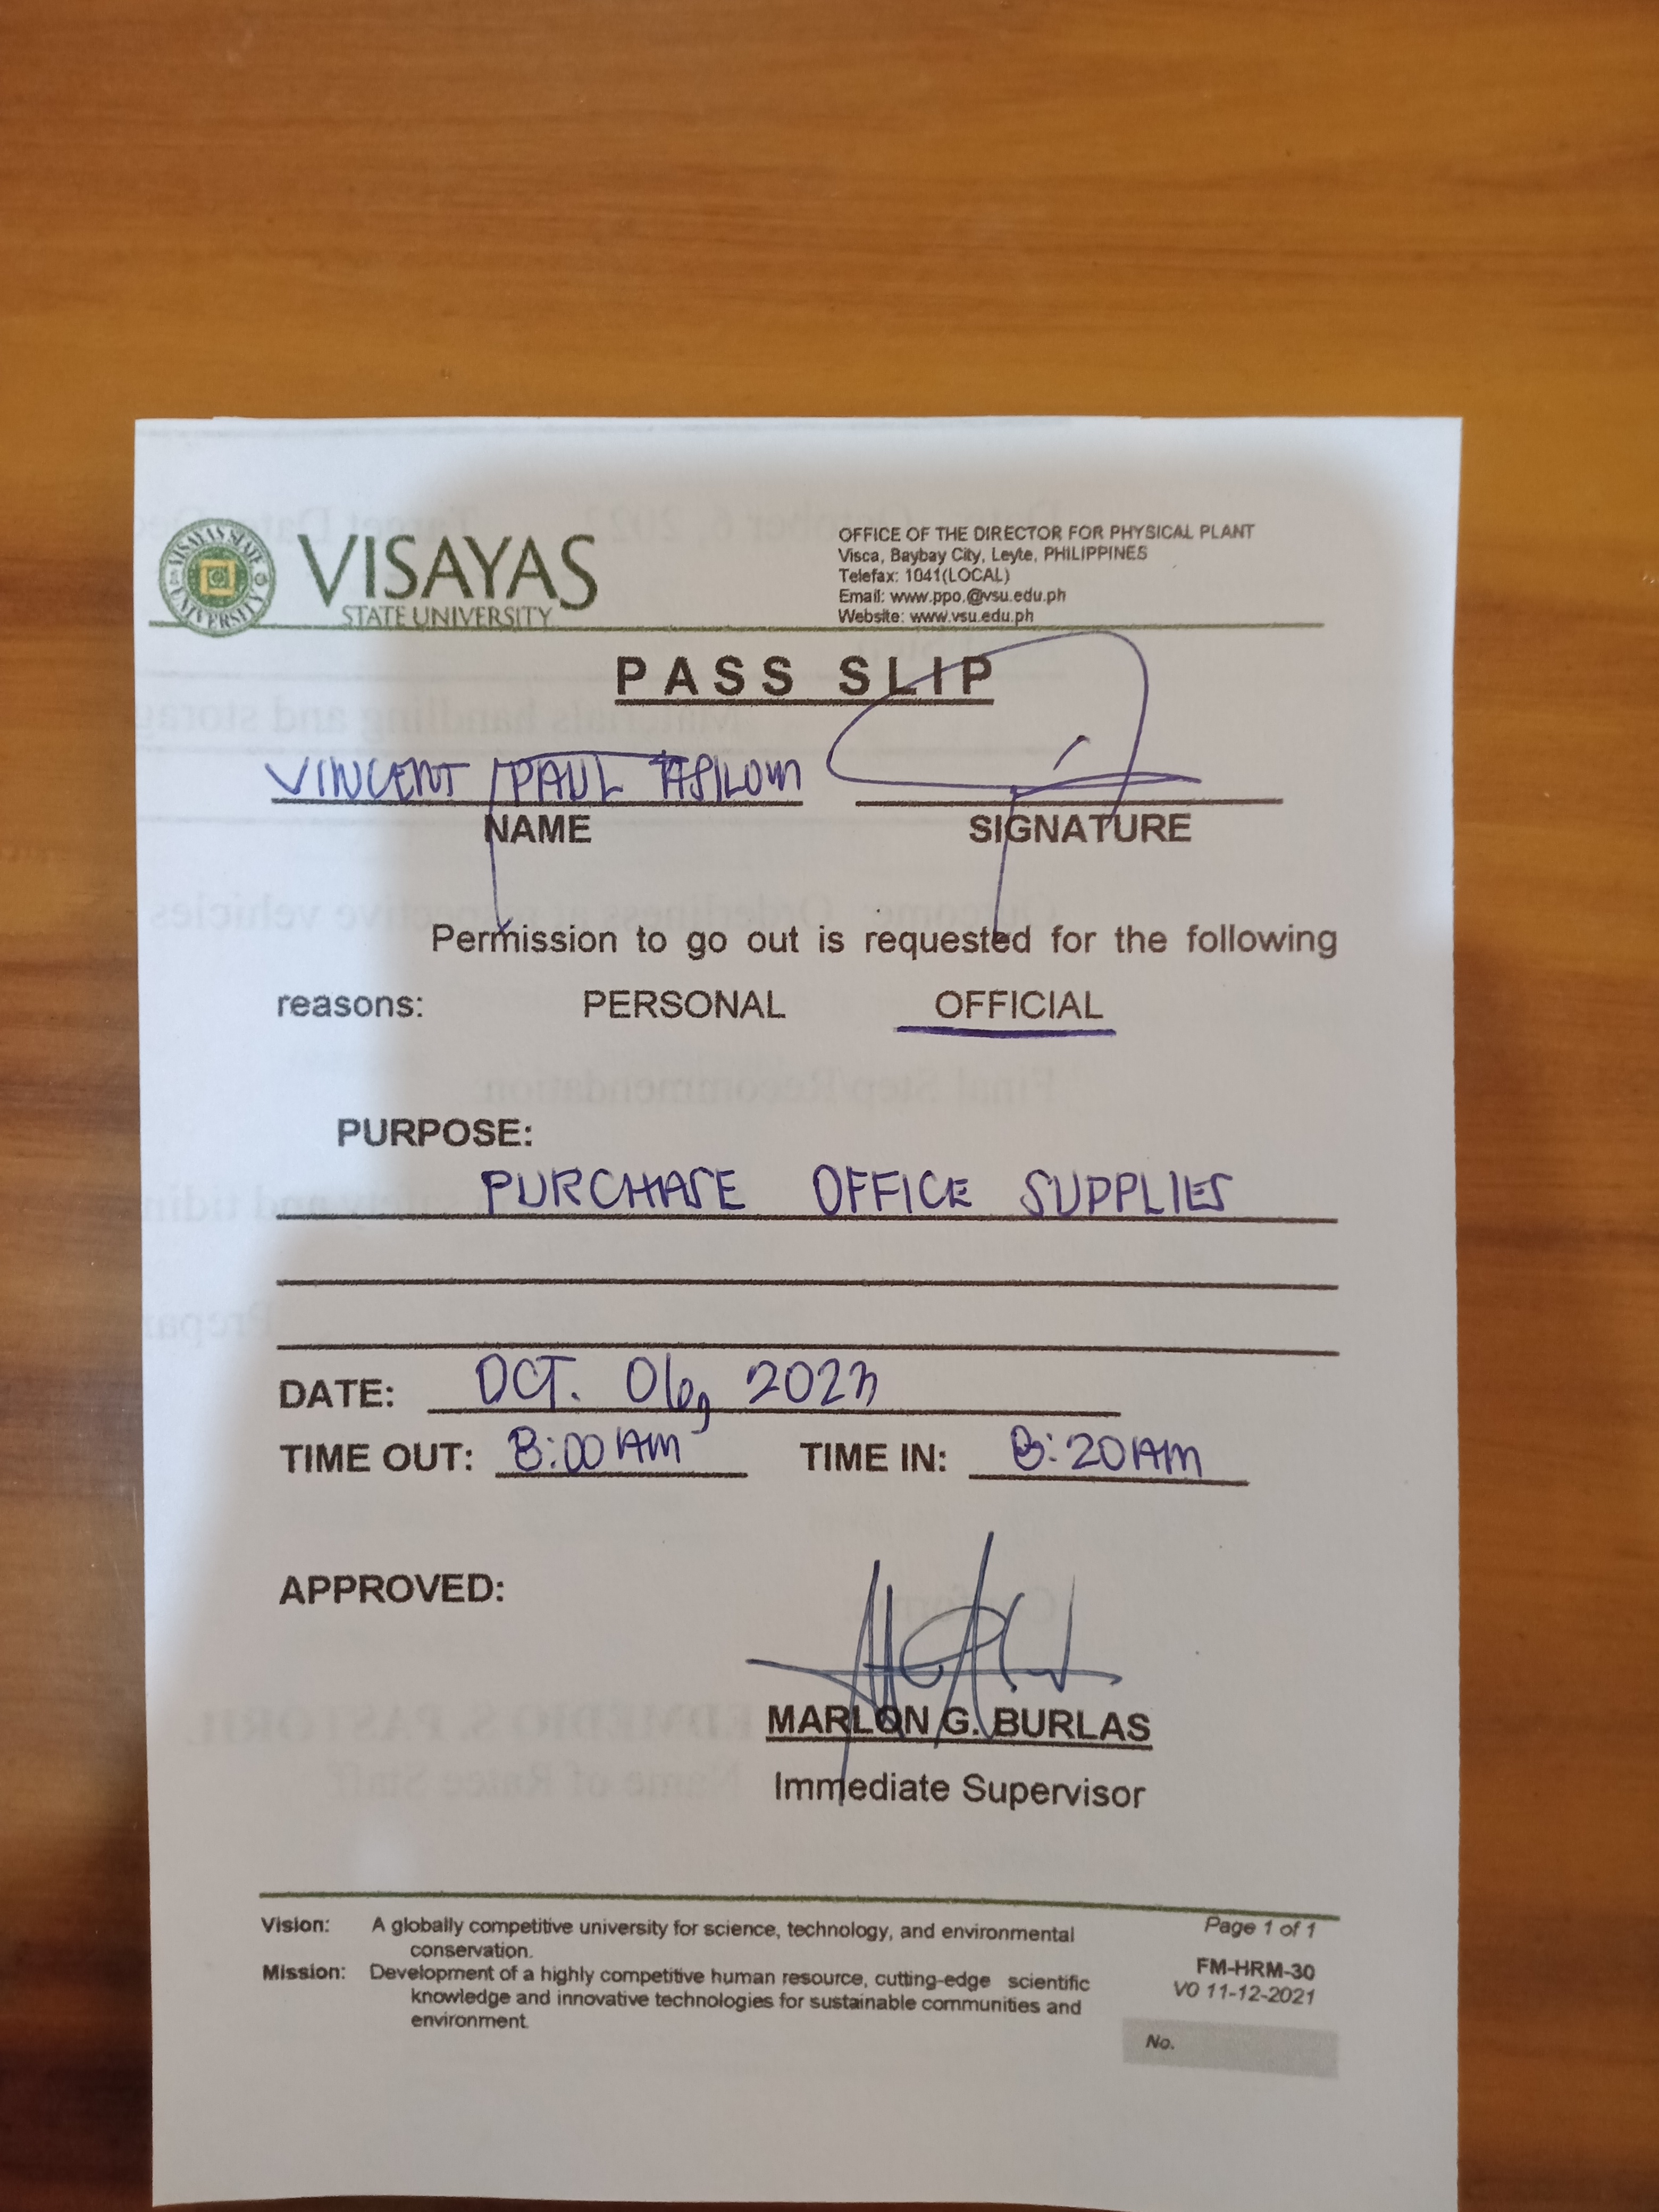 VISAYAS
STATE UNIVERSITY
OFFICE OF THE DIRECTOR FOR PHYSICAL PLANT
Visca, Baybay City, Leyte, PHILIPPINES
Telefax: 1041(LOCAL)
Email: www.ppo.@vsu.edu.ph
Website: www.vsu.edu.ph
PASS SLIP
VINCENT PAUL
NAME SIGNATURE
Permission to go out is requested for the following
reasons: PERSONAL OFFICIAL
PURPOSE:
PURCHASE OFFICE SUPPLIES
DATE: OCT. 06, 2023
TIME OUT: 8:00 AM TIME IN: 8:20 AM
APPROVED:
MARLON G. BURLAS
Immediate Supervisor
Vision: A globally competitive university for science, technology, and environmental
conservation.
Mission: Development of a highly competitive human resource, cutting-edge scientific
knowledge and innovative technologies for sustainable communities and
environment.
Page 1 of 1
FM-HRM-30
V0 11-12-2021
No.